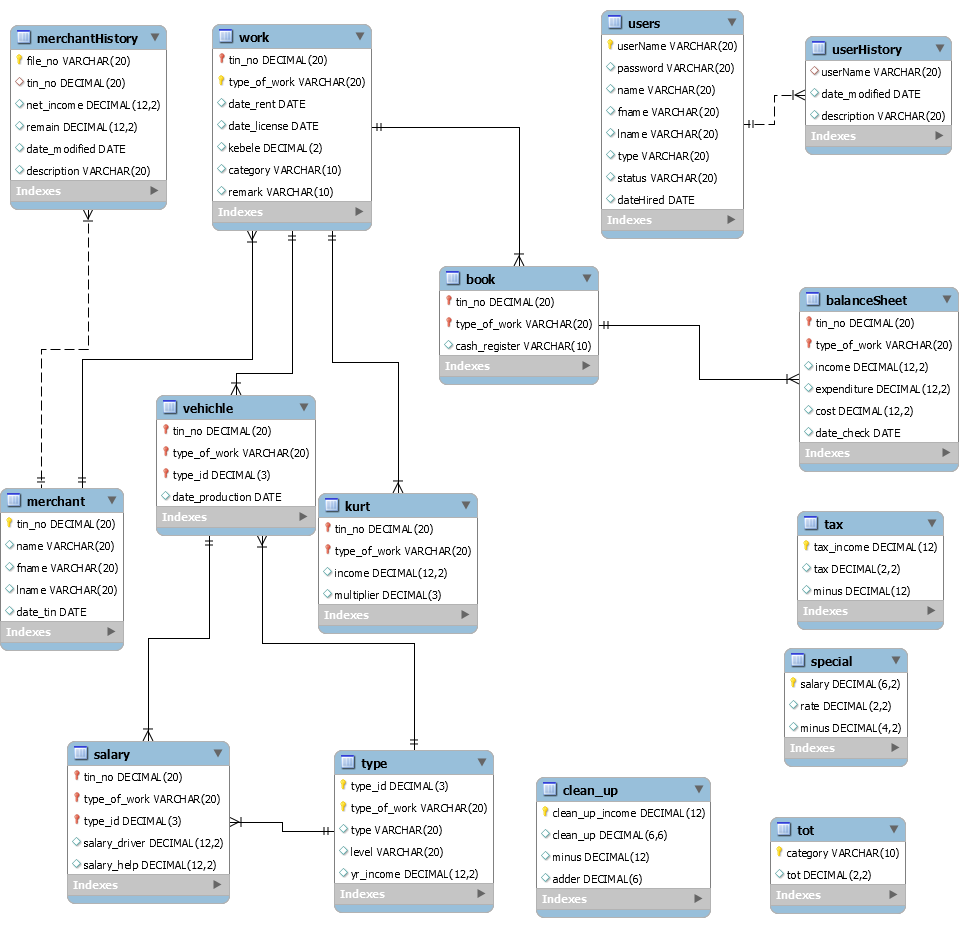 merchantHistory
file_no VARCHAR(20)
tin_no DECIMAL(20)
net_income DECIMAL(12,2)
remain DECIMAL(12,2)
date_modified DATE
description VARCHAR(20)
Indexes
work
tin_no DECIMAL(20)
type_of_work VARCHAR(20)
date_rent DATE
date_license DATE
kebele DECIMAL(2)
category VARCHAR(10)
remark VARCHAR(10)
Indexes
users
userName VARCHAR(20)
password VARCHAR(20)
name VARCHAR(20)
fname VARCHAR(20)
lname VARCHAR(20)
type VARCHAR(20)
status VARCHAR(20)
dateHired DATE
Indexes
userHistory
userName VARCHAR(20)
date_modified DATE
description VARCHAR(20)
Indexes
book
tin_no DECIMAL(20)
type_of_work VARCHAR(20)
cash_register VARCHAR(10)
Indexes
balanceSheet
tin_no DECIMAL(20)
type_of_work VARCHAR(20)
income DECIMAL(12,2)
expenditure DECIMAL(12,2)
cost DECIMAL(12,2)
date_check DATE
Indexes
vehichle
tin_no DECIMAL(20)
type_of_work VARCHAR(20)
type_id DECIMAL(3)
date_production DATE
Indexes
merchant
tin_no DECIMAL(20)
name VARCHAR(20)
fname VARCHAR(20)
lname VARCHAR(20)
date_tin DATE
Indexes
kurt
tin_no DECIMAL(20)
type_of_work VARCHAR(20)
income DECIMAL(12,2)
multiplier DECIMAL(3)
Indexes
tax
tax_income DECIMAL(12)
tax DECIMAL(2,2)
minus DECIMAL(12)
Indexes
special
salary DECIMAL(6,2)
rate DECIMAL(2,2)
minus DECIMAL(4,2)
Indexes
salary
tin_no DECIMAL(20)
type_of_work VARCHAR(20)
type_id DECIMAL(3)
salary_driver DECIMAL(12,2)
salary_help DECIMAL(12,2)
Indexes
type
type_id DECIMAL(3)
type_of_work VARCHAR(20)
type VARCHAR(20)
level VARCHAR(20)
yr_income DECIMAL(12,2)
Indexes
clean_up
clean_up_income DECIMAL(12)
clean_up DECIMAL(6,6)
minus DECIMAL(12)
adder DECIMAL(6)
Indexes
tot
category VARCHAR(10)
tot DECIMAL(2,2)
Indexes